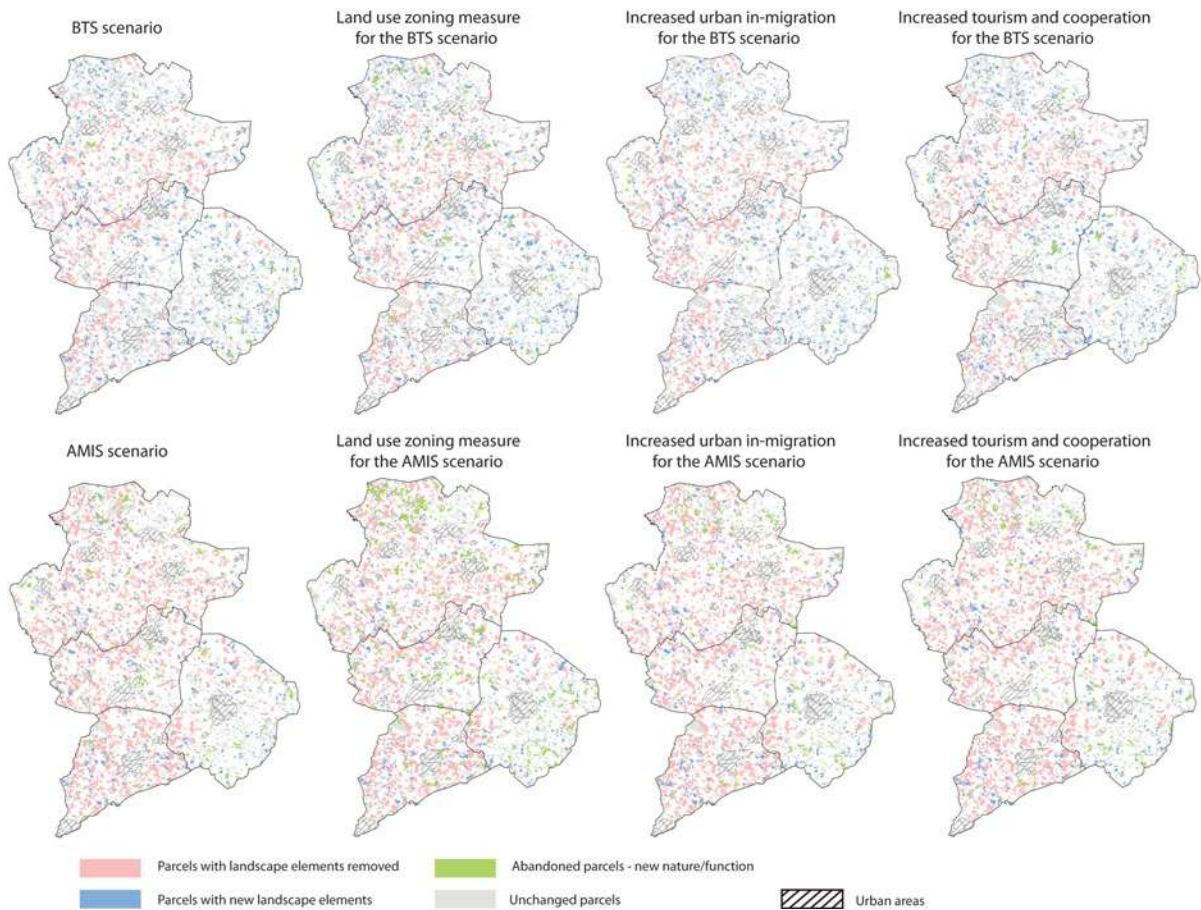 BTS scenario
Land use zoning measure
for the BTS scenario
Increased urban in-migration
for the BTS scenario
Increased tourism and cooperation
for the BTS scenario
AMIS scenario
Land use zoning measure
for the AMIS scenario
Increased urban in-migration
for the AMIS scenario
Increased tourism and cooperation
for the AMIS scenario
Parcels with landscape elements removed
Abandoned parcels - new nature/function
Parcels with new landscape elements
Unchanged parcels
Urban areas